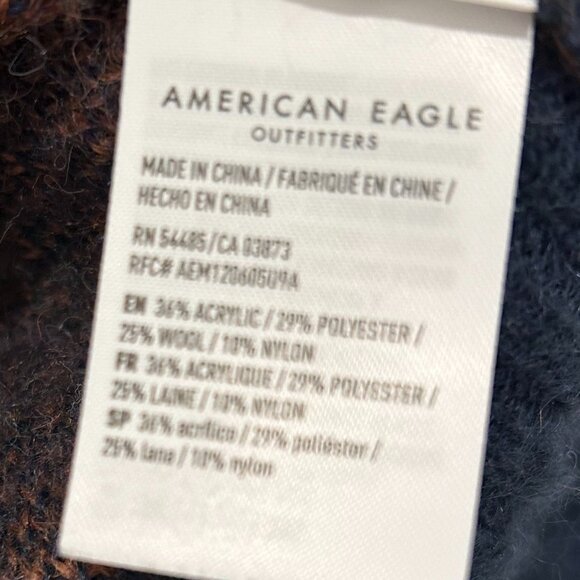 AMERICAN EAGLE
OUTFITTERS
MADE IN CHINA / FABRIQUÉ EN CHINE /
HECHO EN CHINA
RN 54485/CA 03873
RFC# AEM12060509A
EN 36% ACRYLIC / 29% POLYESTER /
25% WOOL / 10% NYLON
FR 36% ACRYLIQUE / 29% POLYESTER /
25% LAINE / 10% NYLON
SP 36% acrílico / 29% poliéster /
25% lana / 10% nylon